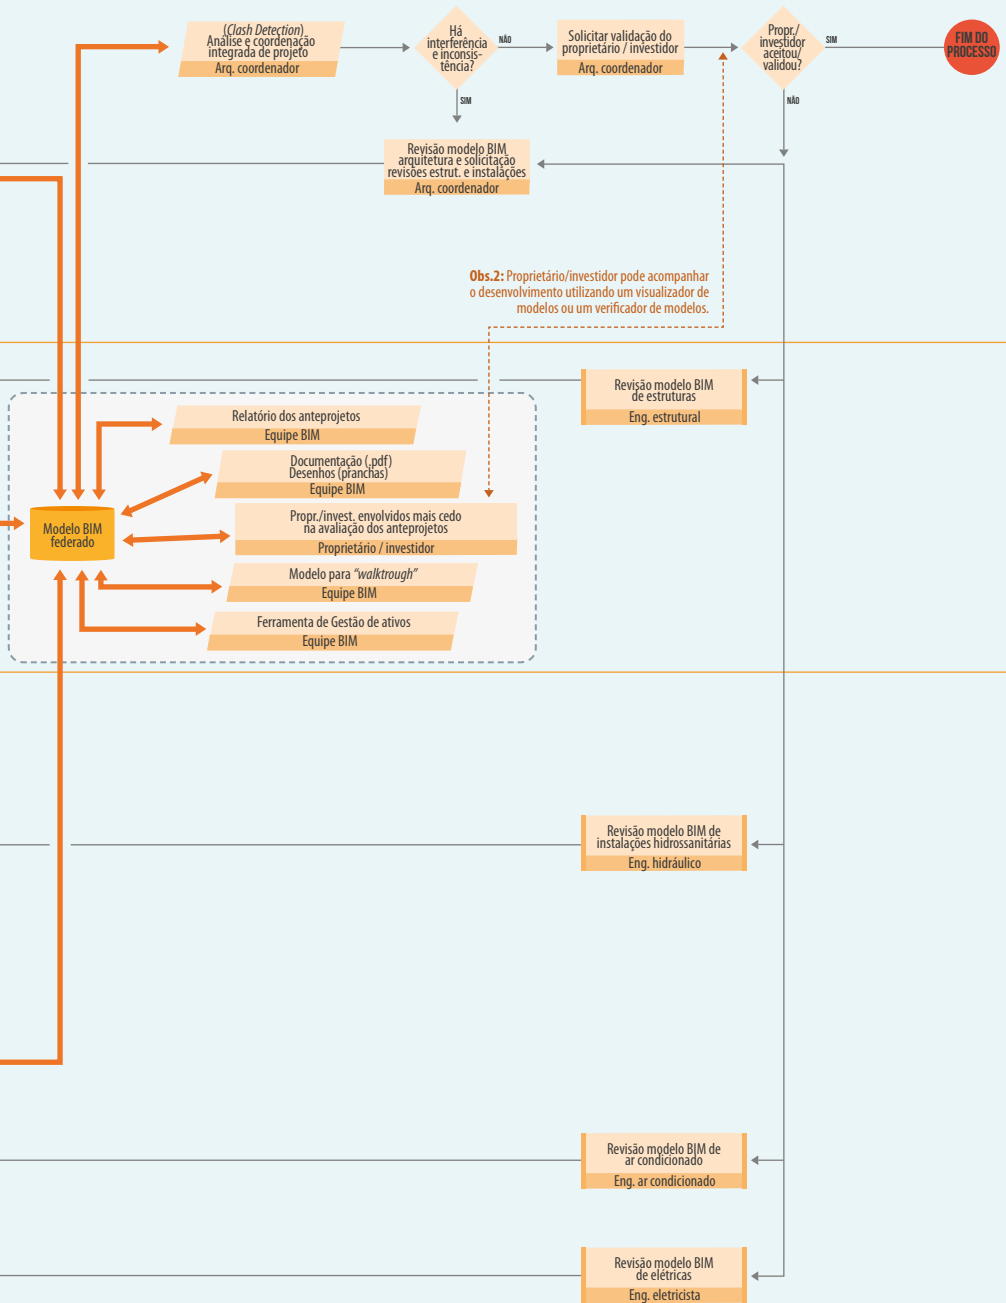 (Clash Detection)
Análise e coordenação
integrada de projeto
Arq. coordenador
Há
interferência
e inconsis-
tência?
NÃO
SIM
Solicitar validação do
proprietário / investidor
Arq. coordenador
Propr./
investidor
aceitou/
validou?
SIM
NÃO
FIM DO
PROCESSO
Revisão modelo BIM
arquitetura e solicitação
revisões estrut. e instalações
Arq. coordenador
Obs.2: Proprietário/investidor pode acompanhar
o desenvolvimento utilizando um visualizador de
modelos ou um verificador de modelos.
Revisão modelo BIM
de estruturas
Eng. estrutural
Relatório dos anteprojetos
Equipe BIM
Documentação (.pdf)
Desenhos (pranchas)
Equipe BIM
Modelo BIM
federado
Propr./invest. envolvidos mais cedo
na avaliação dos anteprojetos
Proprietário / investidor
Modelo para “walktrough”
Equipe BIM
Ferramenta de Gestão de ativos
Equipe BIM
Revisão modelo BIM de
instalações hidrossanitárias
Eng. hidráulico
Revisão modelo BIM de
ar condicionado
Eng. ar condicionado
Revisão modelo BIM
de elétricas
Eng. eletricista